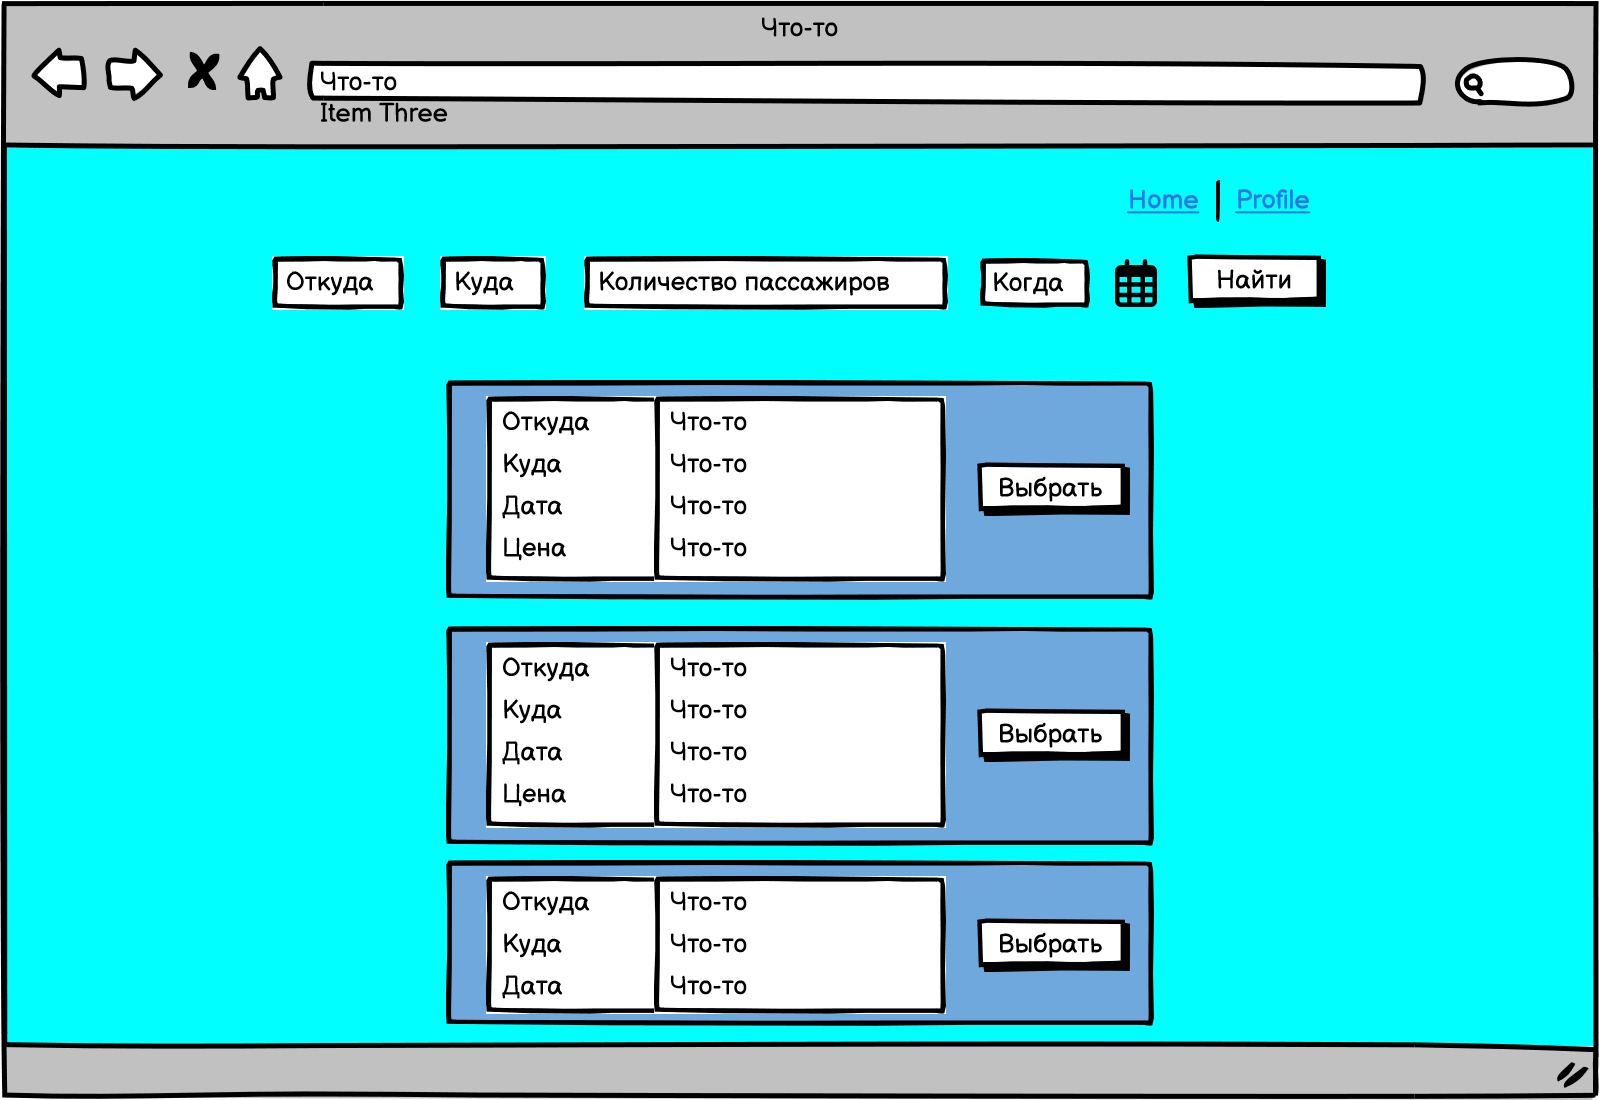 Что-то
Что-то
Item Three
Home | Profile
Откуда Куда Количество пассажиров Когда Найти
Откуда Что-то
Куда Что-то
Выбрать
Дата Что-то
Цена Что-то
Откуда Что-то
Куда Что-то
Выбрать
Дата Что-то
Цена Что-то
Откуда Что-то
Куда Что-то Выбрать
Дата Что-то